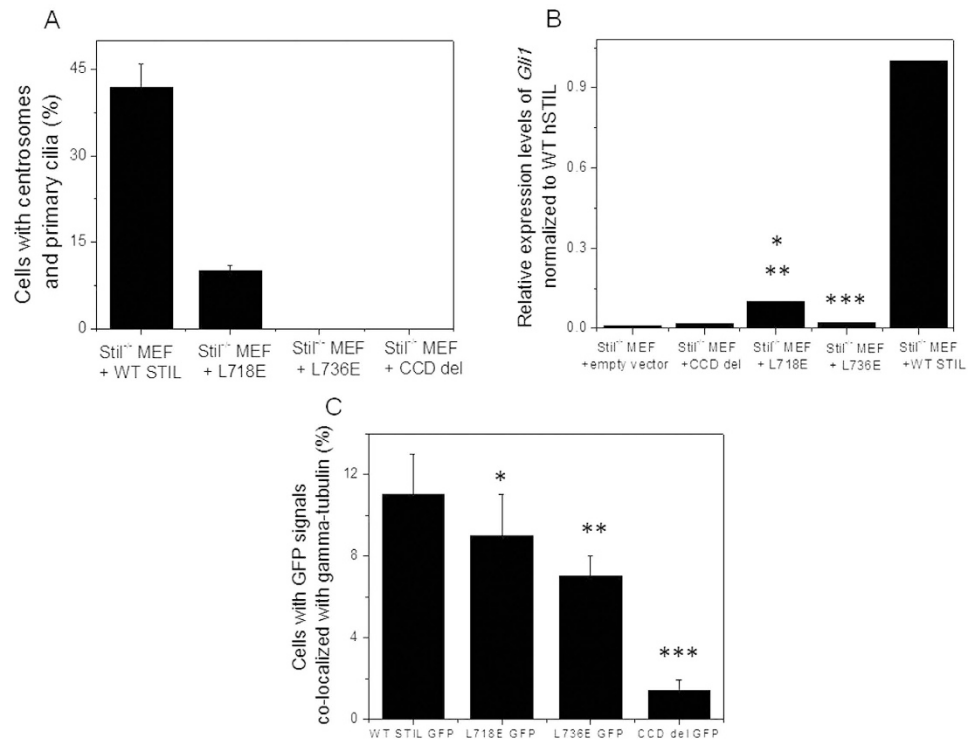 A
Cells with centrosomes
and primary cilia (%)
45
30
15
0
Stil-/- MEF
+ WT STIL
Stil-/- MEF
+ L718E
Stil-/- MEF
+ L736E
Stil-/- MEF
+ CCD del
B
Relative expression levels of Gli1
normalized to WT hSTIL
0.9
0.6
0.3
0.0
*
**
***
Stil-/- MEF
+empty vector
Stil-/- MEF
+CCD del
Stil-/- MEF
+ L718E
Stil-/- MEF
+ L736E
Stil-/- MEF
+WT STIL
C
Cells with GFP signals
co-localized with gamma-tubulin (%)
12
8
4
0
*
**
***
WT STIL GFP
L718E GFP
L736E GFP
CCD del GFP